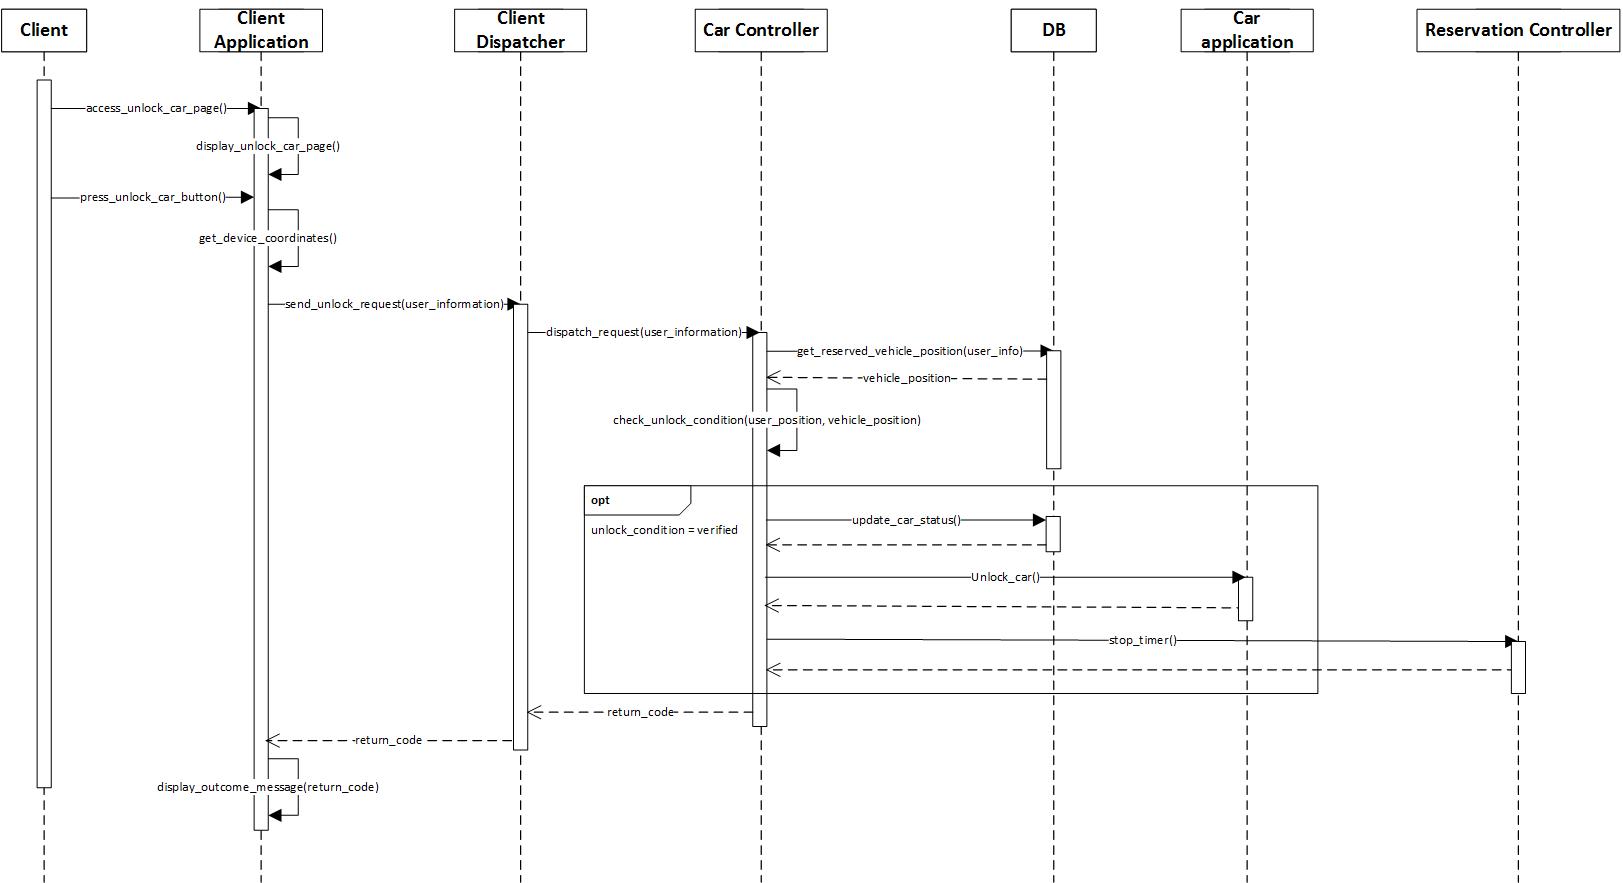 Client
Client
Application
Client
Dispatcher
Car Controller
DB
Car
application
Reservation Controller
access_unlock_car_page()
display_unlock_car_page()
press_unlock_car_button()
get_device_coordinates()
send_unlock_request(user_information)
dispatch_request(user_information)
get_reserved_vehicle_position(user_info)
vehicle_position
check_unlock_condition(user_position, vehicle_position)
opt
update_car_status()
unlock_condition = verified
Unlock_car()
stop_timer()
return_code
return_code
display_outcome_message(return_code)